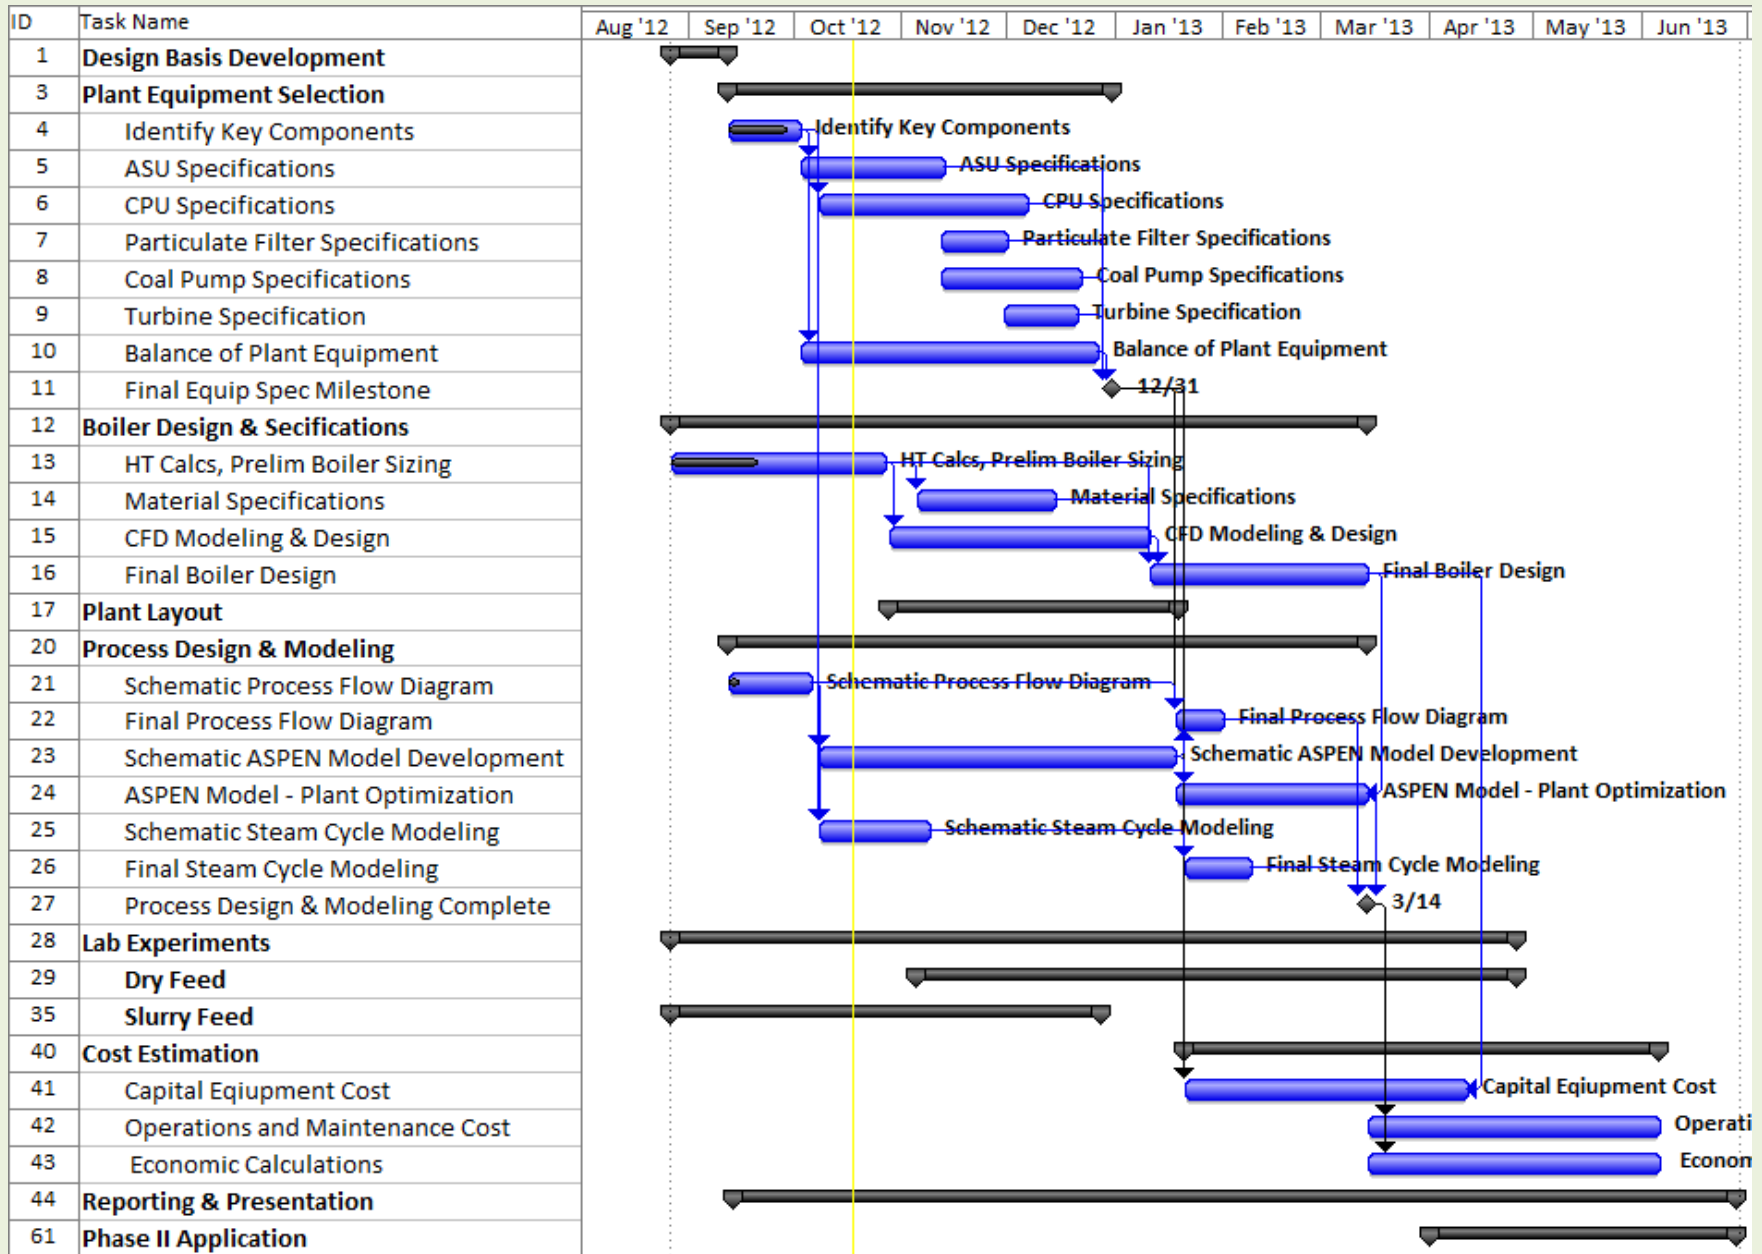 ID Task Name Aug '12 Sep '12 Oct '12 Nov '12 Dec '12 Jan '13 Feb '13 Mar '13 Apr '13 May '13 Jun '13
1 Design Basis Development
3 Plant Equipment Selection
4 Identify Key Components Identify Key Components
5 ASU Specifications ASU Specifications
6 CPU Specifications CPU Specifications
7 Particulate Filter Specifications Particulate Filter Specifications
8 Coal Pump Specifications Coal Pump Specifications
9 Turbine Specification Turbine Specification
10 Balance of Plant Equipment Balance of Plant Equipment
11 Final Equip Spec Milestone 12/31
12 Boiler Design & Secifications
13 HT Calcs, Prelim Boiler Sizing HT Calcs, Prelim Boiler Sizing
14 Material Specifications Material Specifications
15 CFD Modeling & Design CFD Modeling & Design
16 Final Boiler Design Final Boiler Design
17 Plant Layout
20 Process Design & Modeling
21 Schematic Process Flow Diagram Schematic Process Flow Diagram
22 Final Process Flow Diagram Final Process Flow Diagram
23 Schematic ASPEN Model Development Schematic ASPEN Model Development
24 ASPEN Model - Plant Optimization ASPEN Model - Plant Optimization
25 Schematic Steam Cycle Modeling Schematic Steam Cycle Modeling
26 Final Steam Cycle Modeling Final Steam Cycle Modeling
27 Process Design & Modeling Complete 3/14
28 Lab Experiments
29 Dry Feed
35 Slurry Feed
40 Cost Estimation
41 Capital Eqiupment Cost Capital Eqiupment Cost
42 Operations and Maintenance Cost Operati
43 Economic Calculations Econom
44 Reporting & Presentation
61 Phase II Application